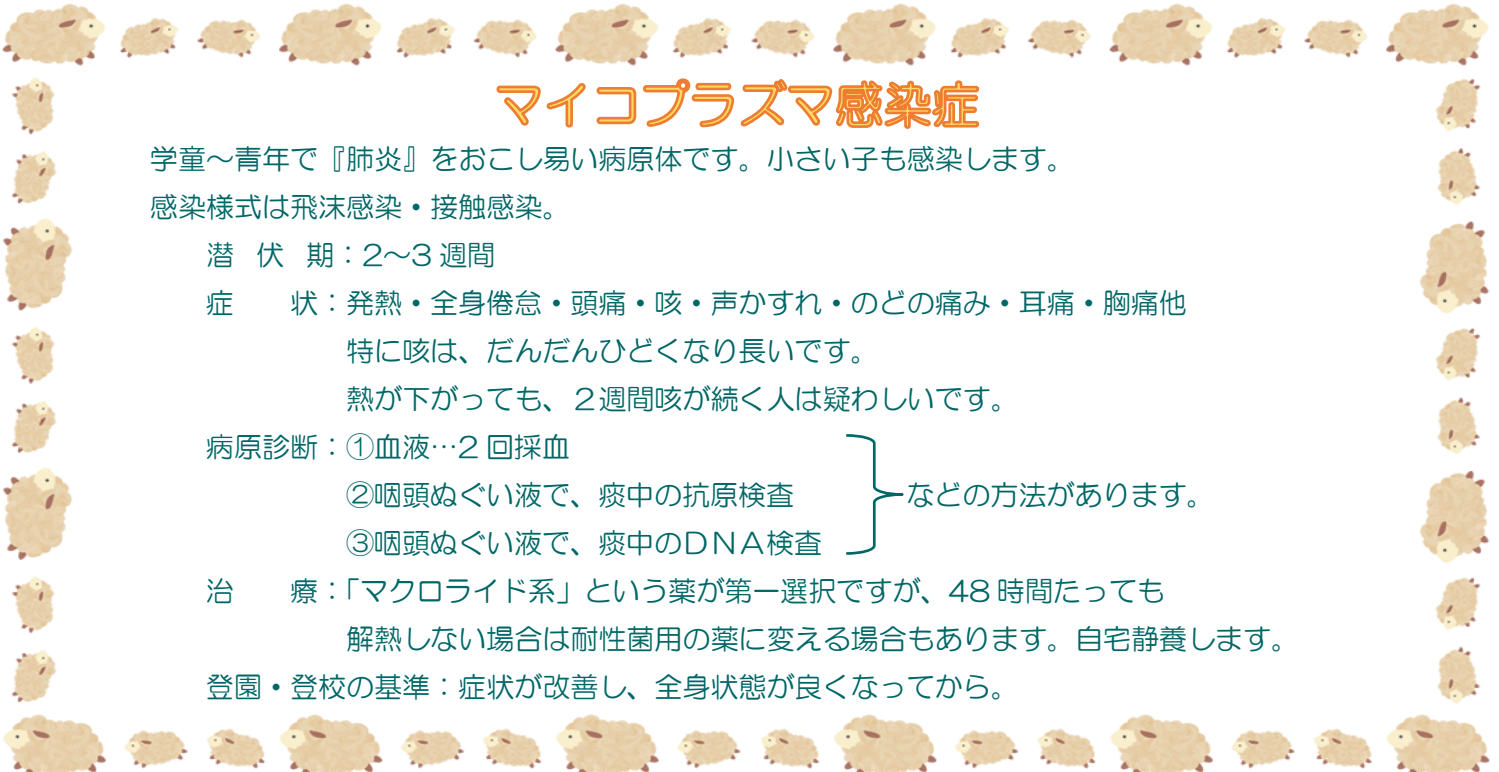 マイコプラズマ感染症
学童～青年で『肺炎』をおこし易い病原体です。小さい子も感染します。
感染様式は飛沫感染・接触感染。
潜 伏 期：2～3 週間
症　　状：発熱・全身倦怠・頭痛・咳・声かすれ・のどの痛み・耳痛・胸痛他
特に咳は、だんだんひどくなり長いです。
熱が下がっても、２週間咳が続く人は疑わしいです。
病原診断：①血液…2 回採血
②咽頭ぬぐい液で、痰中の抗原検査　などの方法があります。
③咽頭ぬぐい液で、痰中のＤＮＡ検査
治　　療：「マクロライド系」という薬が第一選択ですが、48 時間たっても
解熱しない場合は耐性菌用の薬に変える場合もあります。自宅静養します。
登園・登校の基準：症状が改善し、全身状態が良くなってから。